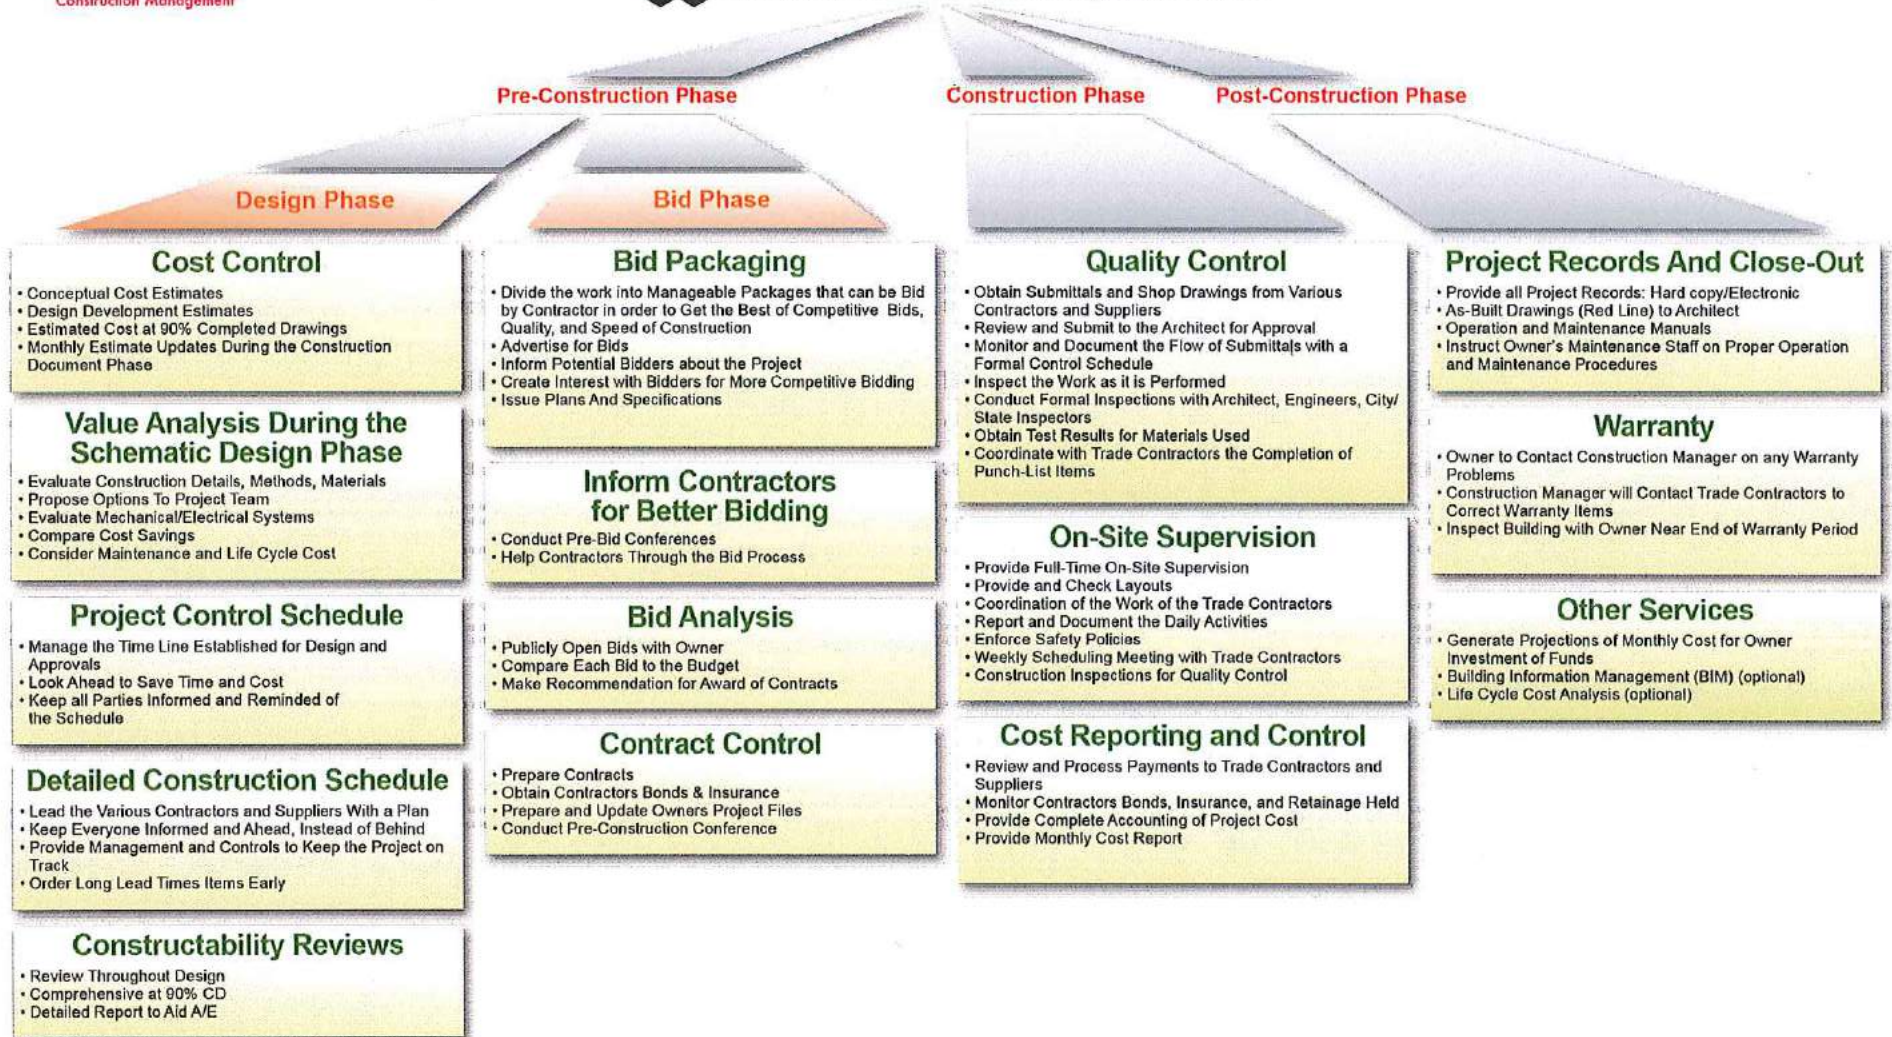 Construction Management
Pre-Construction Phase
Construction Phase
Post-Construction Phase
Design Phase
Bid Phase
Cost Control
• Conceptual Cost Estimates
• Design Development Estimates
• Estimated Cost at 90% Completed Drawings
• Monthly Estimate Updates During the Construction
Document Phase
Value Analysis During the
Schematic Design Phase
• Evaluate Construction Details, Methods, Materials
• Propose Options To Project Team
• Evaluate Mechanical/Electrical Systems
• Compare Cost Savings
• Consider Maintenance and Life Cycle Cost
Project Control Schedule
• Manage the Time Line Established for Design and
Approvals
• Look Ahead to Save Time and Cost
• Keep all Parties Informed and Reminded of
the Schedule
Detailed Construction Schedule
• Lead the Various Contractors and Suppliers With a Plan
• Keep Everyone Informed and Ahead, Instead of Behind
• Provide Management and Controls to Keep the Project on
Track
• Order Long Lead Times Items Early
Constructability Reviews
• Review Throughout Design
• Comprehensive at 90% CD
• Detailed Report to Aid A/E
Bid Packaging
• Divide the work into Manageable Packages that can be Bid
by Contractor in order to Get the Best of Competitive Bids,
Quality, and Speed of Construction
• Advertise for Bids
• Inform Potential Bidders about the Project
• Create Interest with Bidders for More Competitive Bidding
• Issue Plans And Specifications
Inform Contractors
for Better Bidding
• Conduct Pre-Bid Conferences
• Help Contractors Through the Bid Process
Bid Analysis
• Publicly Open Bids with Owner
• Compare Each Bid to the Budget
• Make Recommendation for Award of Contracts
Contract Control
• Prepare Contracts
• Obtain Contractors Bonds & Insurance
• Prepare and Update Owners Project Files
• Conduct Pre-Construction Conference
Quality Control
• Obtain Submittals and Shop Drawings from Various
Contractors and Suppliers
• Review and Submit to the Architect for Approval
• Monitor and Document the Flow of Submittals with a
Formal Control Schedule
• Inspect the Work as it is Performed
• Conduct Formal Inspections with Architect, Engineers, City/
State Inspectors
• Obtain Test Results for Materials Used
• Coordinate with Trade Contractors the Completion of
Punch-List Items
On-Site Supervision
• Provide Full-Time On-Site Supervision
• Provide and Check Layouts
• Coordination of the Work of the Trade Contractors
• Report and Document the Daily Activities
• Enforce Safety Policies
• Weekly Scheduling Meeting with Trade Contractors
• Construction Inspections for Quality Control
Cost Reporting and Control
• Review and Process Payments to Trade Contractors and
Suppliers
• Monitor Contractors Bonds, Insurance, and Retainage Held
• Provide Complete Accounting of Project Cost
• Provide Monthly Cost Report
Project Records And Close-Out
• Provide all Project Records: Hard copy/Electronic
• As-Built Drawings (Red Line) to Architect
• Operation and Maintenance Manuals
• Instruct Owner's Maintenance Staff on Proper Operation
and Maintenance Procedures
Warranty
• Owner to Contact Construction Manager on any Warranty
Problems
• Construction Manager will Contact Trade Contractors to
Correct Warranty Items
• Inspect Building with Owner Near End of Warranty Period
Other Services
• Generate Projections of Monthly Cost for Owner
Investment of Funds
• Building Information Management (BIM) (optional)
• Life Cycle Cost Analysis (optional)